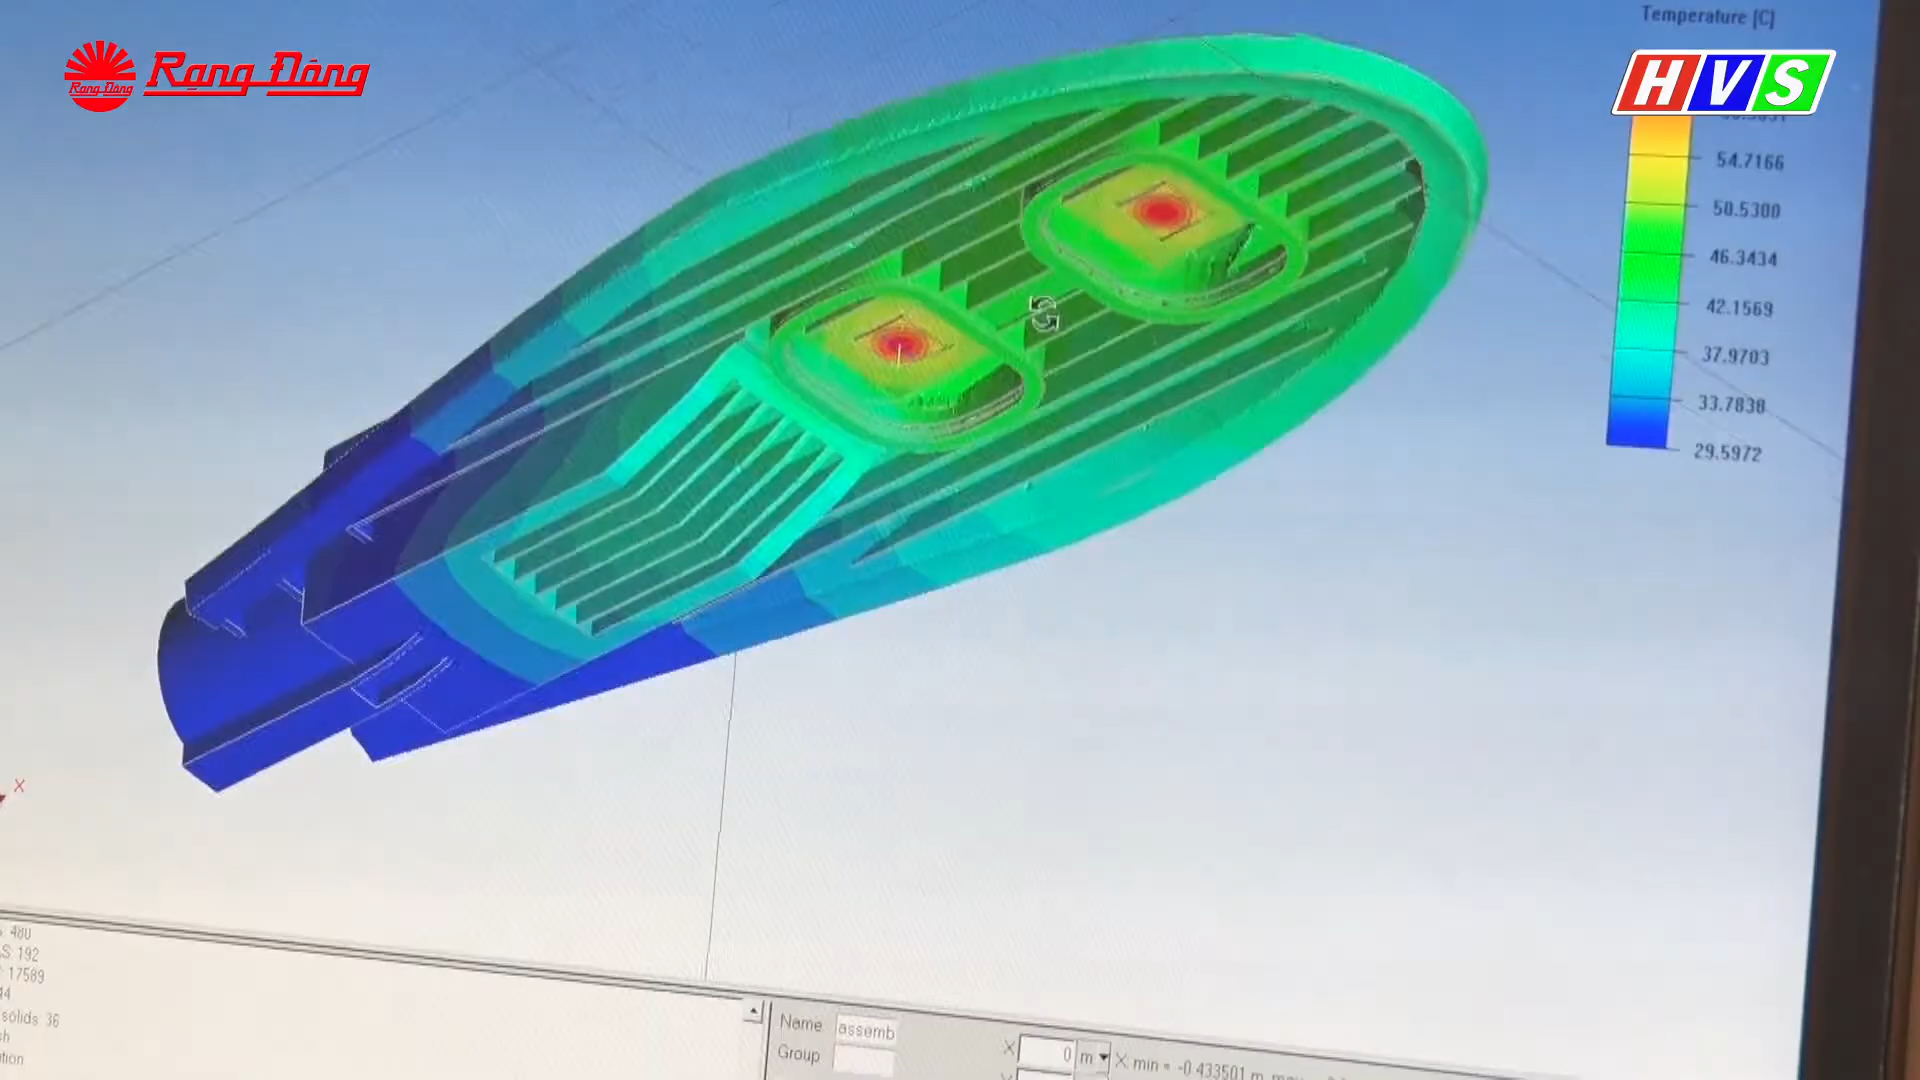 Temperature [C]
Rạng Đông
Rạng Đông
HVS
54.7166
50.5300
46.3434
42.1569
37.9703
33.7838
29.5972
X
480
S 192
17589
44
solids 36
Name assemb
X 0 m X: min = -0.433501 m
Group